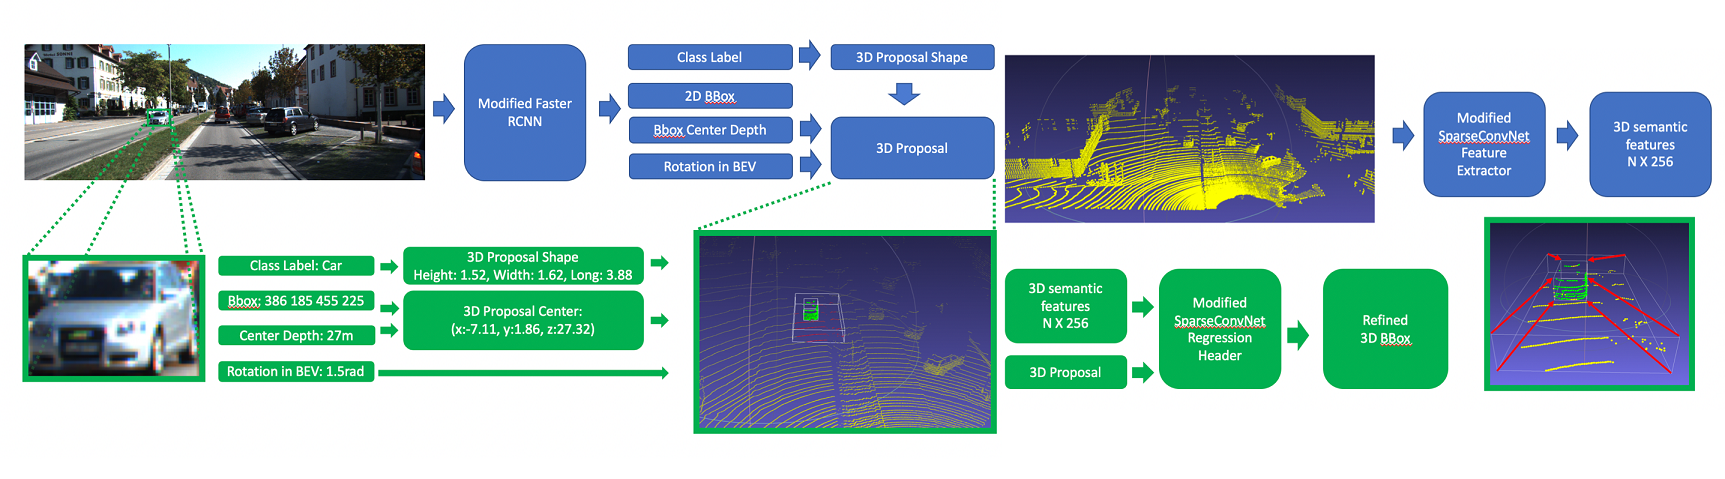 Modified Faster
RCNN
Class Label
3D Proposal Shape
2D BBox
Bbox Center Depth
3D Proposal
Rotation in BEV
Modified
SparseConvNet
Feature
Extractor
3D semantic
features
N X 256
Class Label: Car
3D Proposal Shape
Height: 1.52, Width: 1.62, Long: 3.88
Bbox: 386 185 455 225
3D Proposal Center:
(x:-7.11, y:1.86, z:27.32)
Center Depth: 27m
Rotation in BEV: 1.5rad
3D semantic
features
N X 256
3D Proposal
Modified
SparseConvNet
Regression
Header
Refined
3D BBox